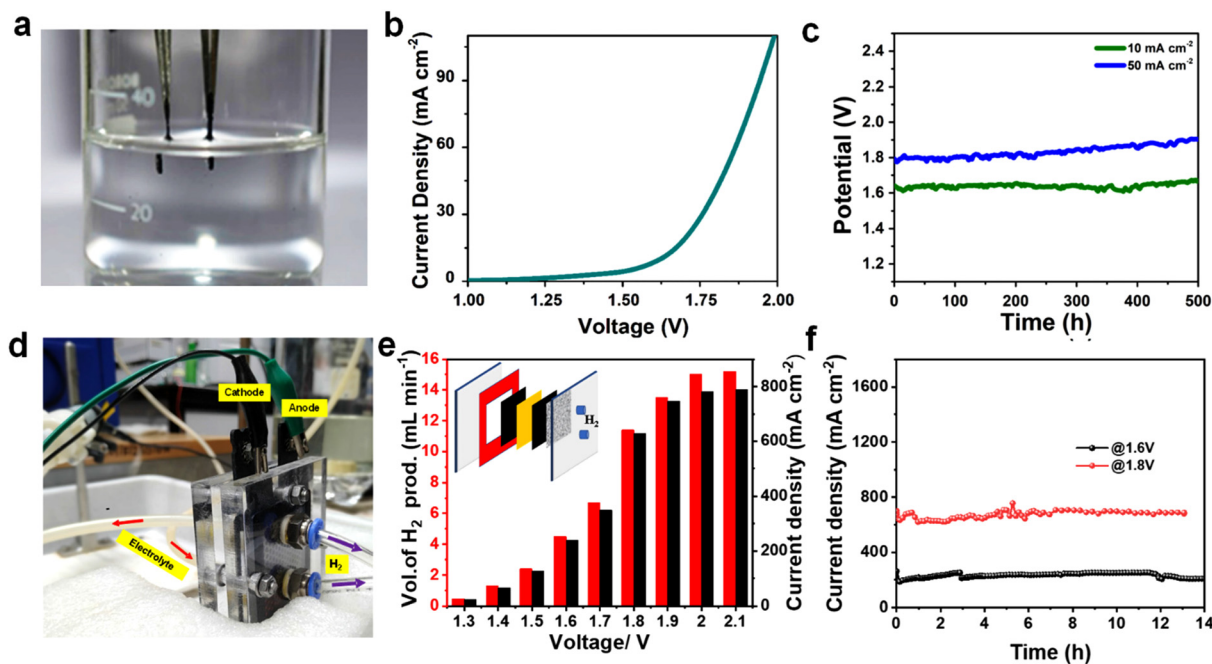 a
40
20
b
Current Density (mA cm⁻²)
90
60
30
0
1.00
1.25
1.50
1.75
2.00
Voltage (V)
c
Potential (V)
2.4
2.2
2.0
1.8
1.6
1.4
1.2
10 mA cm⁻²
50 mA cm⁻²
0
100
200
300
400
500
Time (h)
d
Cathode
Anode
Electrolyte
H₂
e
Vol.of H₂ prod. (mL min⁻¹)
16
14
12
10
8
6
4
2
0
H₂
800
600
400
200
0
Current density (mA cm⁻²)
1.3
1.4
1.5
1.6
1.7
1.8
1.9
2
2.1
Voltage/ V
f
Current density (mA cm⁻²)
1600
1200
800
400
0
@1.6V
@1.8V
0
2
4
6
8
10
12
14
Time (h)